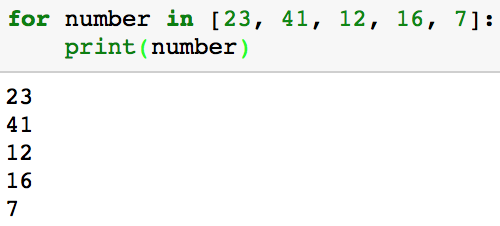 for number in [23, 41, 12, 16, 7]:
    print(number)
23
41
12
16
7